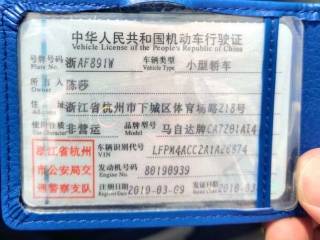 中华人民共和国机动车行驶证
Vehicle License of the People's Republic of China
号牌号码 浙AF891W 车辆类型 小型轿车
Plate No. Vehicle Type
所有人 陈莎
Owner
住址 浙江省杭州市下城区体育场路218号
Address
使用性质 非营运 品牌型号 马自达牌CA7201AT4
Use Character Model
浙江省杭州 车辆识别代号
VIN
市公安局交 发动机号码 80190939
Engine No.
通警察支队 注册日期 2010-03-09 发证日期
Register Date Issue Date